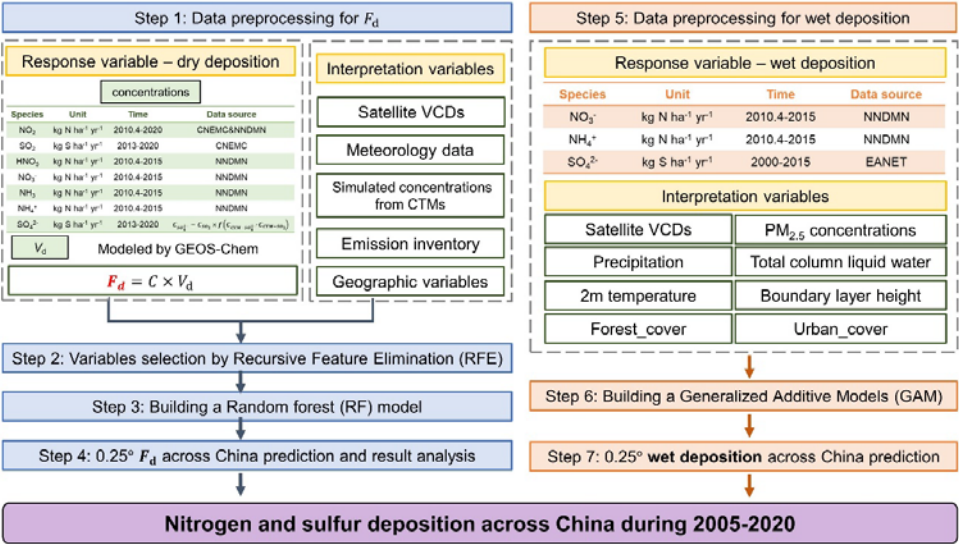 Step 1: Data preprocessing for F_d
Response variable – dry deposition
concentrations
Species Unit Time Data source
NO₂ kg N ha⁻¹ yr⁻¹ 2010.4-2020 CNEMC&NNDMN
SO₂ kg S ha⁻¹ yr⁻¹ 2013-2020 CNEMC
HNO₃ kg N ha⁻¹ yr⁻¹ 2010.4-2015 NNDMN
NO₃⁻ kg N ha⁻¹ yr⁻¹ 2010.4-2015 NNDMN
NH₃ kg N ha⁻¹ yr⁻¹ 2010.4-2015 NNDMN
NH₄⁺ kg N ha⁻¹ yr⁻¹ 2010.4-2015 NNDMN
SO₄²⁻ kg S ha⁻¹ yr⁻¹ 2013-2020
V_d Modeled by GEOS-Chem
F_d = C × V_d
Interpretation variables
Satellite VCDs
Meteorology data
Simulated concentrations
from CTMs
Emission inventory
Geographic variables
Step 2: Variables selection by Recursive Feature Elimination (RFE)
Step 3: Building a Random forest (RF) model
Step 4: 0.25° F_d across China prediction and result analysis
Step 5: Data preprocessing for wet deposition
Response variable – wet deposition
Species Unit Time Data source
NO₃⁻ kg N ha⁻¹ yr⁻¹ 2010.4-2015 NNDMN
NH₄⁺ kg N ha⁻¹ yr⁻¹ 2010.4-2015 NNDMN
SO₄²⁻ kg S ha⁻¹ yr⁻¹ 2000-2015 EANET
Interpretation variables
Satellite VCDs PM₂.₅ concentrations
Precipitation Total column liquid water
2m temperature Boundary layer height
Forest_cover Urban_cover
Step 6: Building a Generalized Additive Models (GAM)
Step 7: 0.25° wet deposition across China prediction
Nitrogen and sulfur deposition across China during 2005-2020